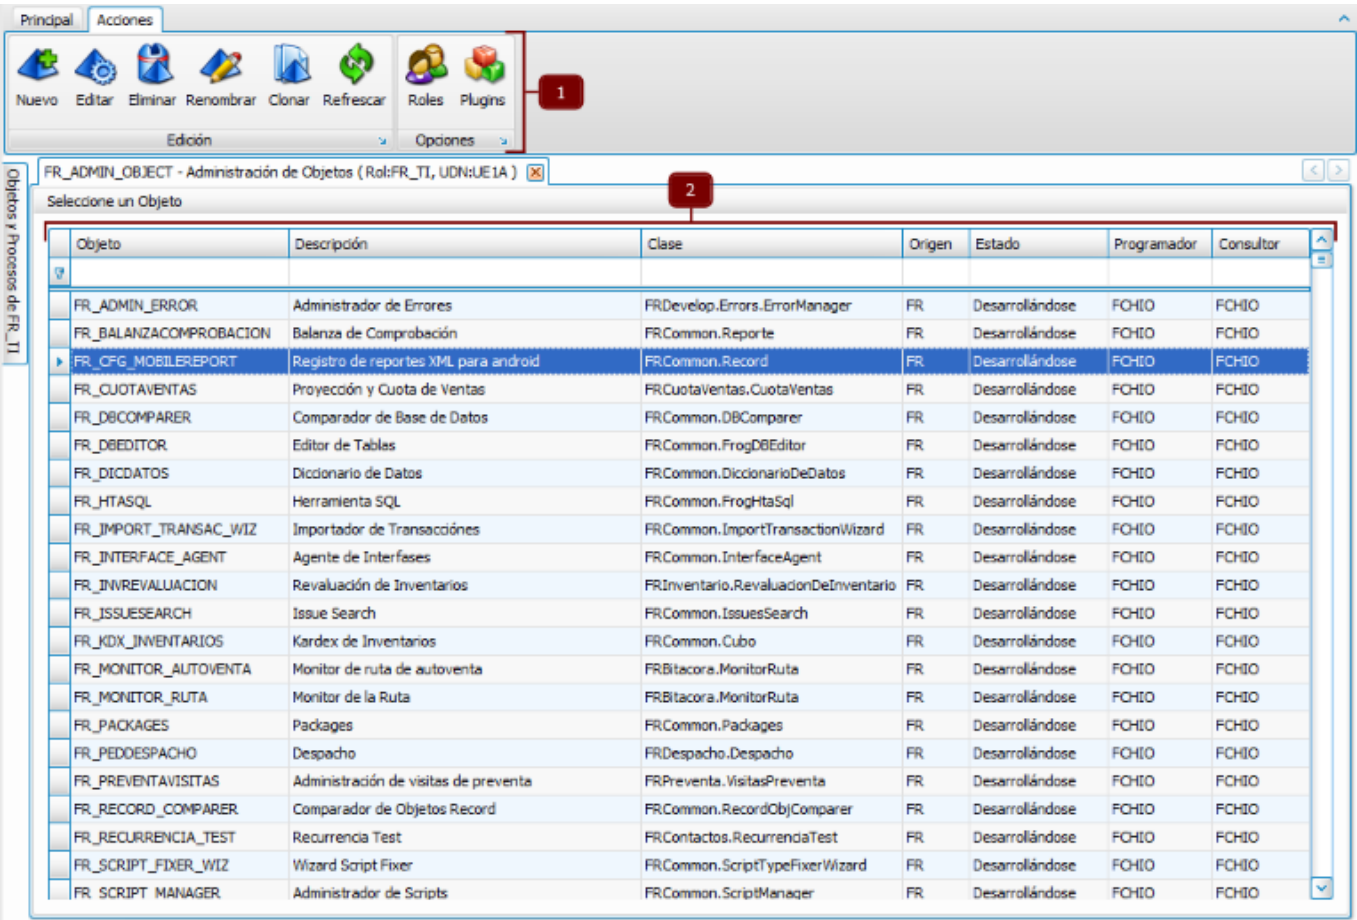 Principal Acciones
Nuevo Editar Eliminar Renombrar Clonar Refrescar Roles Plugins
1
Edición Opciones
Objetos y Procesos de FR_TI
FR_ADMIN_OBJECT - Administración de Objetos ( Rol:FR_TI, UDN:UE1A )
Seleccione un Objeto
2
Objeto Descripción Clase Origen Estado Programador Consultor
FR_ADMIN_ERROR Administrador de Errores FRDevelop.Errors.ErrorManager FR Desarrollándose FCHIO FCHIO
FR_BALANZACOMPROBACION Balanza de Comprobación FRCommon.Reporte FR Desarrollándose FCHIO FCHIO
FR_CFG_MOBILEREPORT Registro de reportes XML para android FRCommon.Record FR Desarrollándose FCHIO FCHIO
FR_CUOTAVENTAS Proyección y Cuota de Ventas FRCuotaVentas.CuotaVentas FR Desarrollándose FCHIO FCHIO
FR_DBCOMPARER Comparador de Base de Datos FRCommon.DBComparer FR Desarrollándose FCHIO FCHIO
FR_DBEDITOR Editor de Tablas FRCommon.FrogDBEditor FR Desarrollándose FCHIO FCHIO
FR_DICDATOS Diccionario de Datos FRCommon.DiccionarioDeDatos FR Desarrollándose FCHIO FCHIO
FR_HTASQL Herramienta SQL FRCommon.FrogHtaSql FR Desarrollándose FCHIO FCHIO
FR_IMPORT_TRANSAC_WIZ Importador de Transacciónes FRCommon.ImportTransactionWizard FR Desarrollándose FCHIO FCHIO
FR_INTERFACE_AGENT Agente de Interfases FRCommon.InterfaceAgent FR Desarrollándose FCHIO FCHIO
FR_INVREVALUACION Revaluación de Inventarios FRInventario.RevaluacionDeInventario FR Desarrollándose FCHIO FCHIO
FR_ISSUESEARCH Issue Search FRCommon.IssuesSearch FR Desarrollándose FCHIO FCHIO
FR_KDX_INVENTARIOS Kardex de Inventarios FRCommon.Cubo FR Desarrollándose FCHIO FCHIO
FR_MONITOR_AUTOVENTA Monitor de ruta de autoventa FRBitacora.MonitorRuta FR Desarrollándose FCHIO FCHIO
FR_MONITOR_RUTA Monitor de la Ruta FRBitacora.MonitorRuta FR Desarrollándose FCHIO FCHIO
FR_PACKAGES Packages FRCommon.Packages FR Desarrollándose FCHIO FCHIO
FR_PEDDESPACHO Despacho FRDespacho.Despacho FR Desarrollándose FCHIO FCHIO
FR_PREVENTAVISITAS Administración de visitas de preventa FRPreventa.VisitasPreventa FR Desarrollándose FCHIO FCHIO
FR_RECORD_COMPARER Comparador de Objetos Record FRCommon.RecordObjComparer FR Desarrollándose FCHIO FCHIO
FR_RECURRENCIA_TEST Recurrencia Test FRContactos.RecurrenciaTest FR Desarrollándose FCHIO FCHIO
FR_SCRIPT_FIXER_WIZ Wizard Script Fixer FRCommon.ScriptTypeFixerWizard FR Desarrollándose FCHIO FCHIO
FR_SCRIPT_MANAGER Administrador de Scripts FRCommon.ScriptManager FR Desarrollándose FCHIO FCHIO